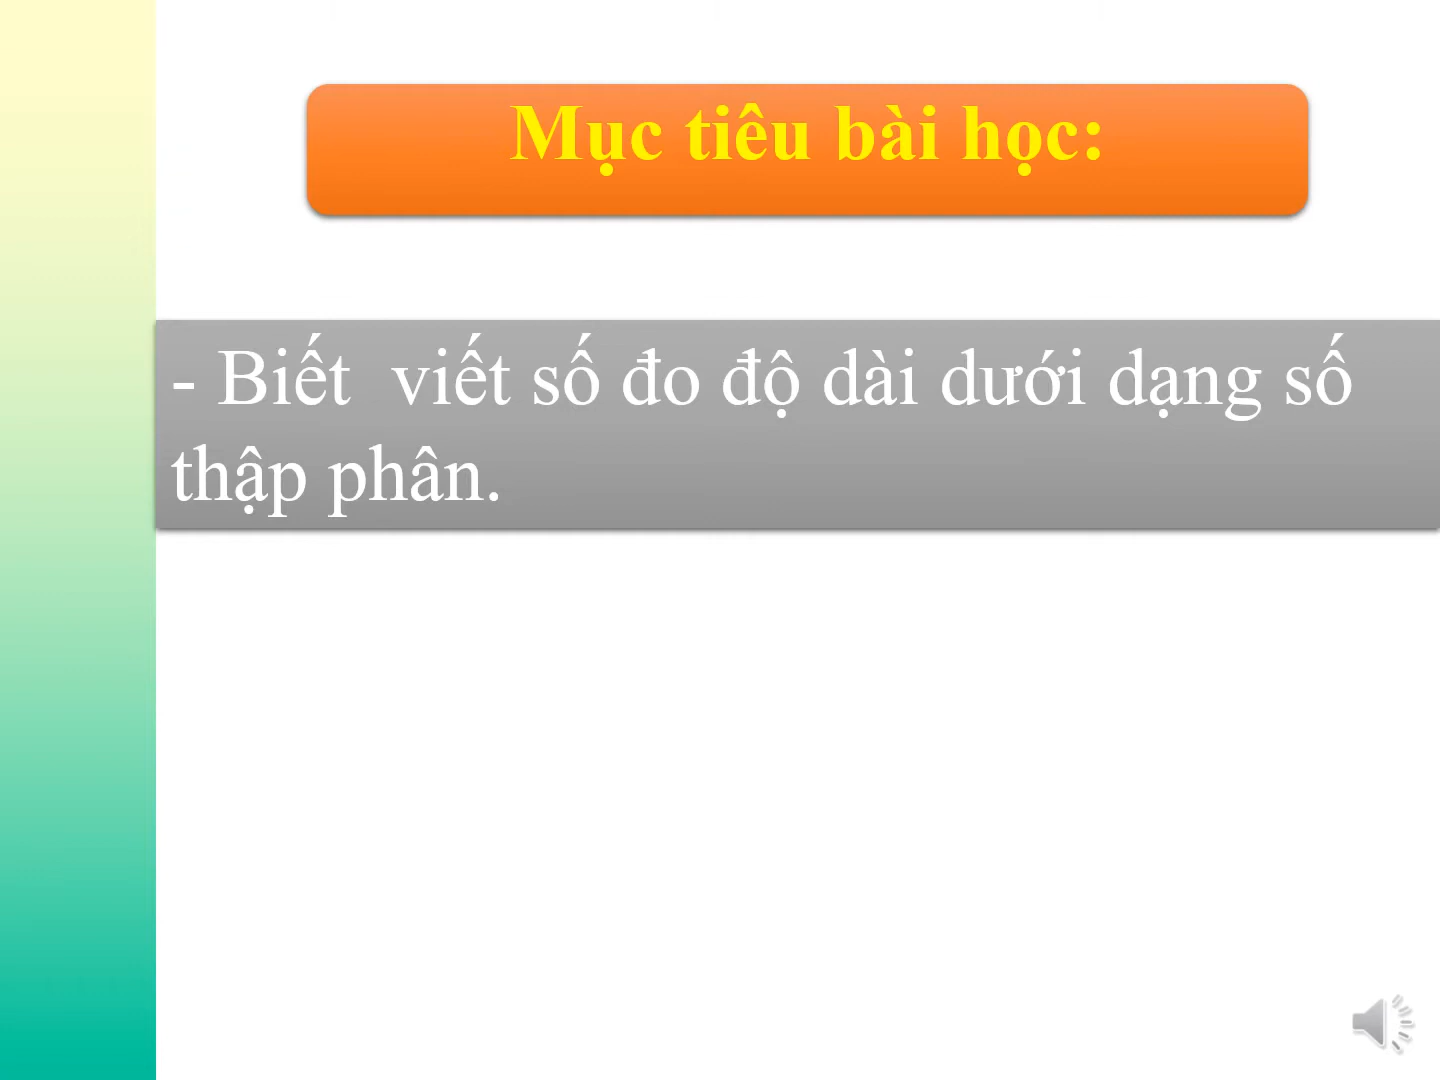 Mục tiêu bài học:
- Biết  viết số đo độ dài dưới dạng số
thập phân.